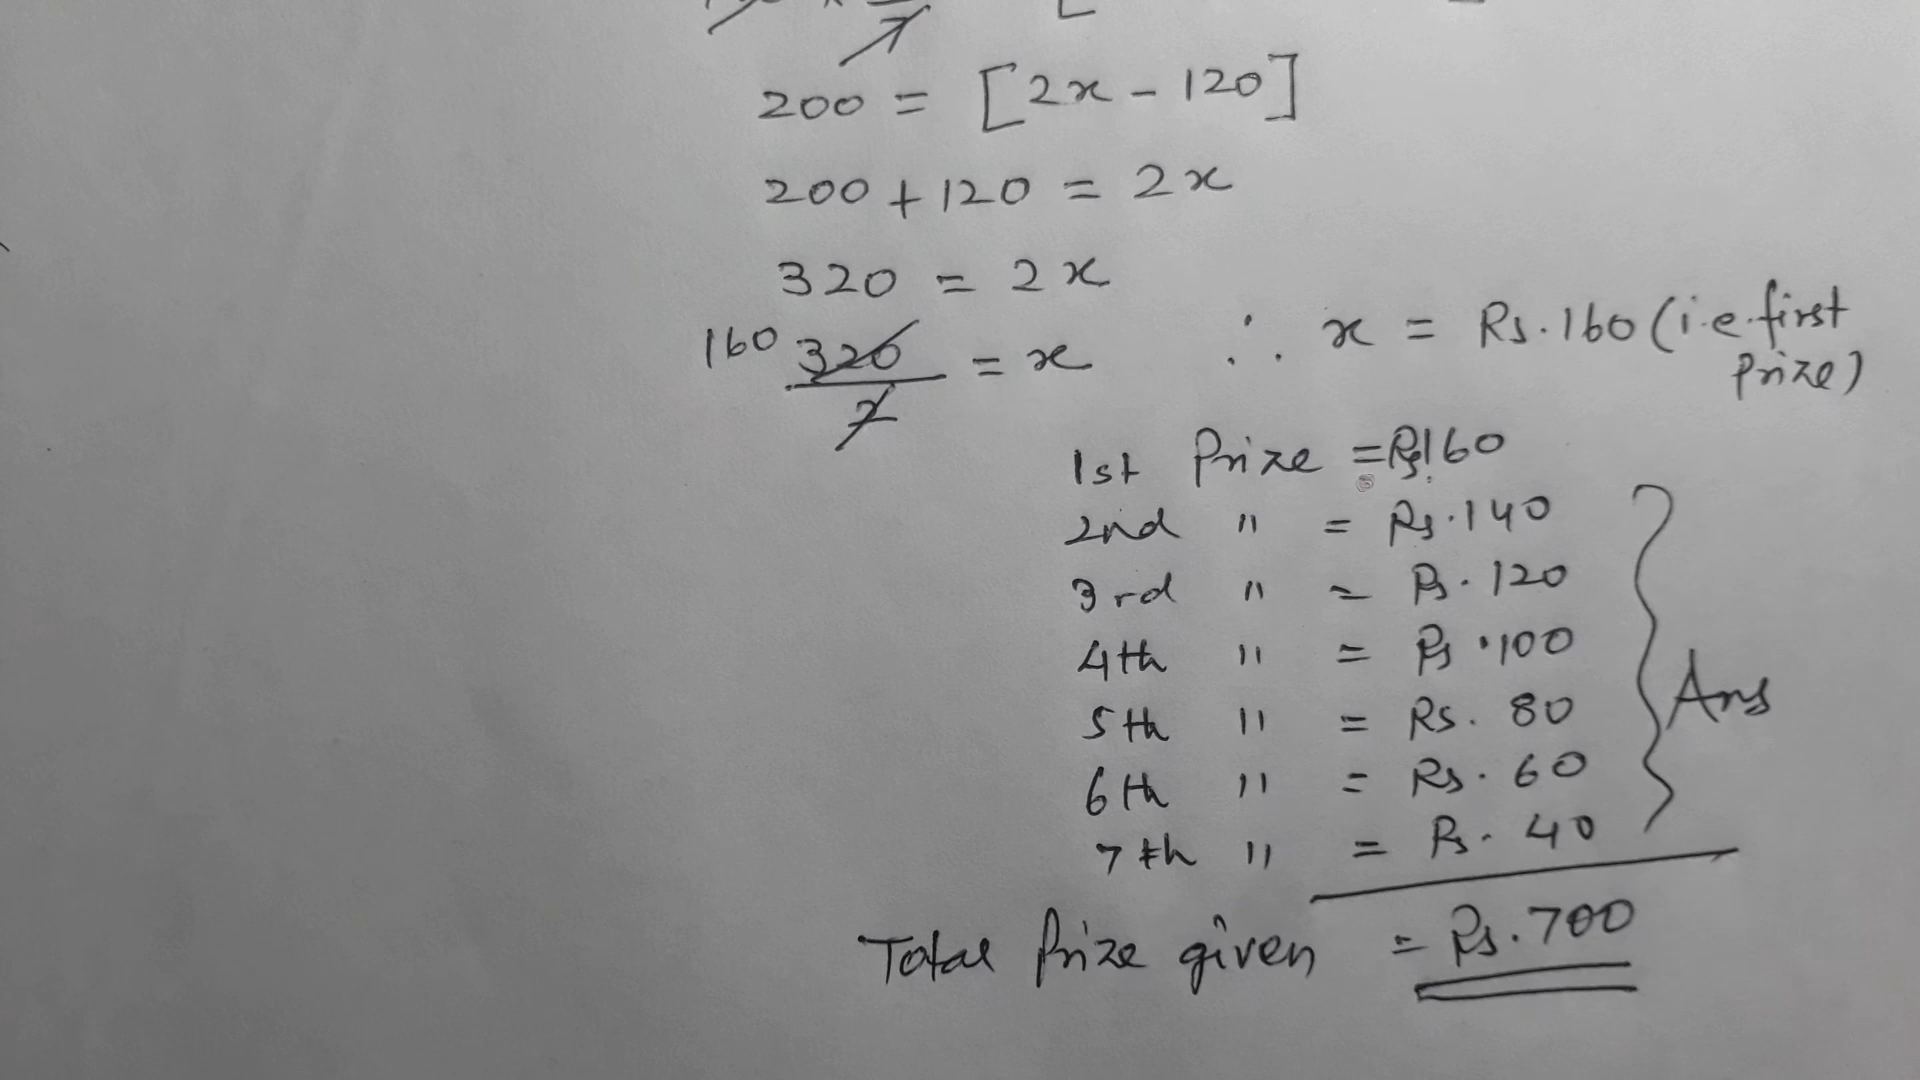 200 = [2x - 120]
200 + 120 = 2x
320 = 2x
160 320/2 = x ∴ x = Rs. 160 (i.e. first Prize)
1st Prize = Rs160
2nd " = Rs. 140
3rd " = Rs. 120
4th " = Rs. 100
5th " = Rs. 80
6th " = Rs. 60
7th " = Rs. 40
Ans
Total Prize given = Rs. 700